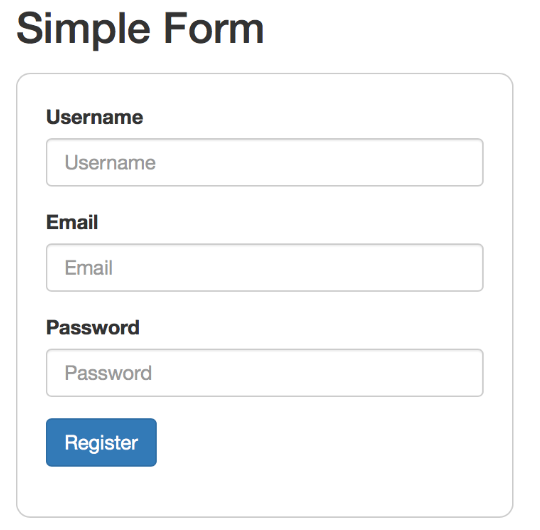 Simple Form
Username
Username
Email
Email
Password
Password
Register